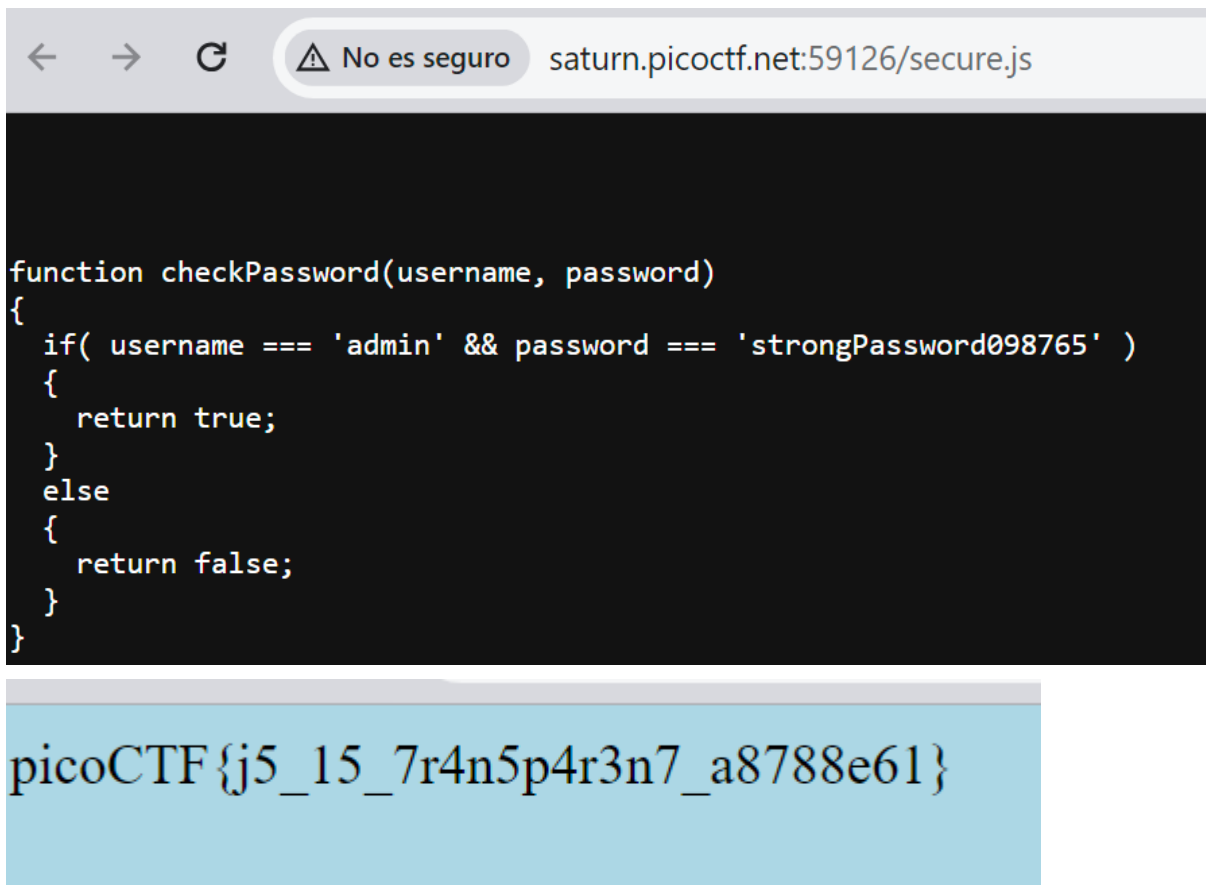 No es seguro saturn.picoctf.net:59126/secure.js
function checkPassword(username, password)
{
  if( username === 'admin' && password === 'strongPassword098765' )
  {
    return true;
  }
  else
  {
    return false;
  }
}
picoCTF{j5_15_7r4n5p4r3n7_a8788e61}